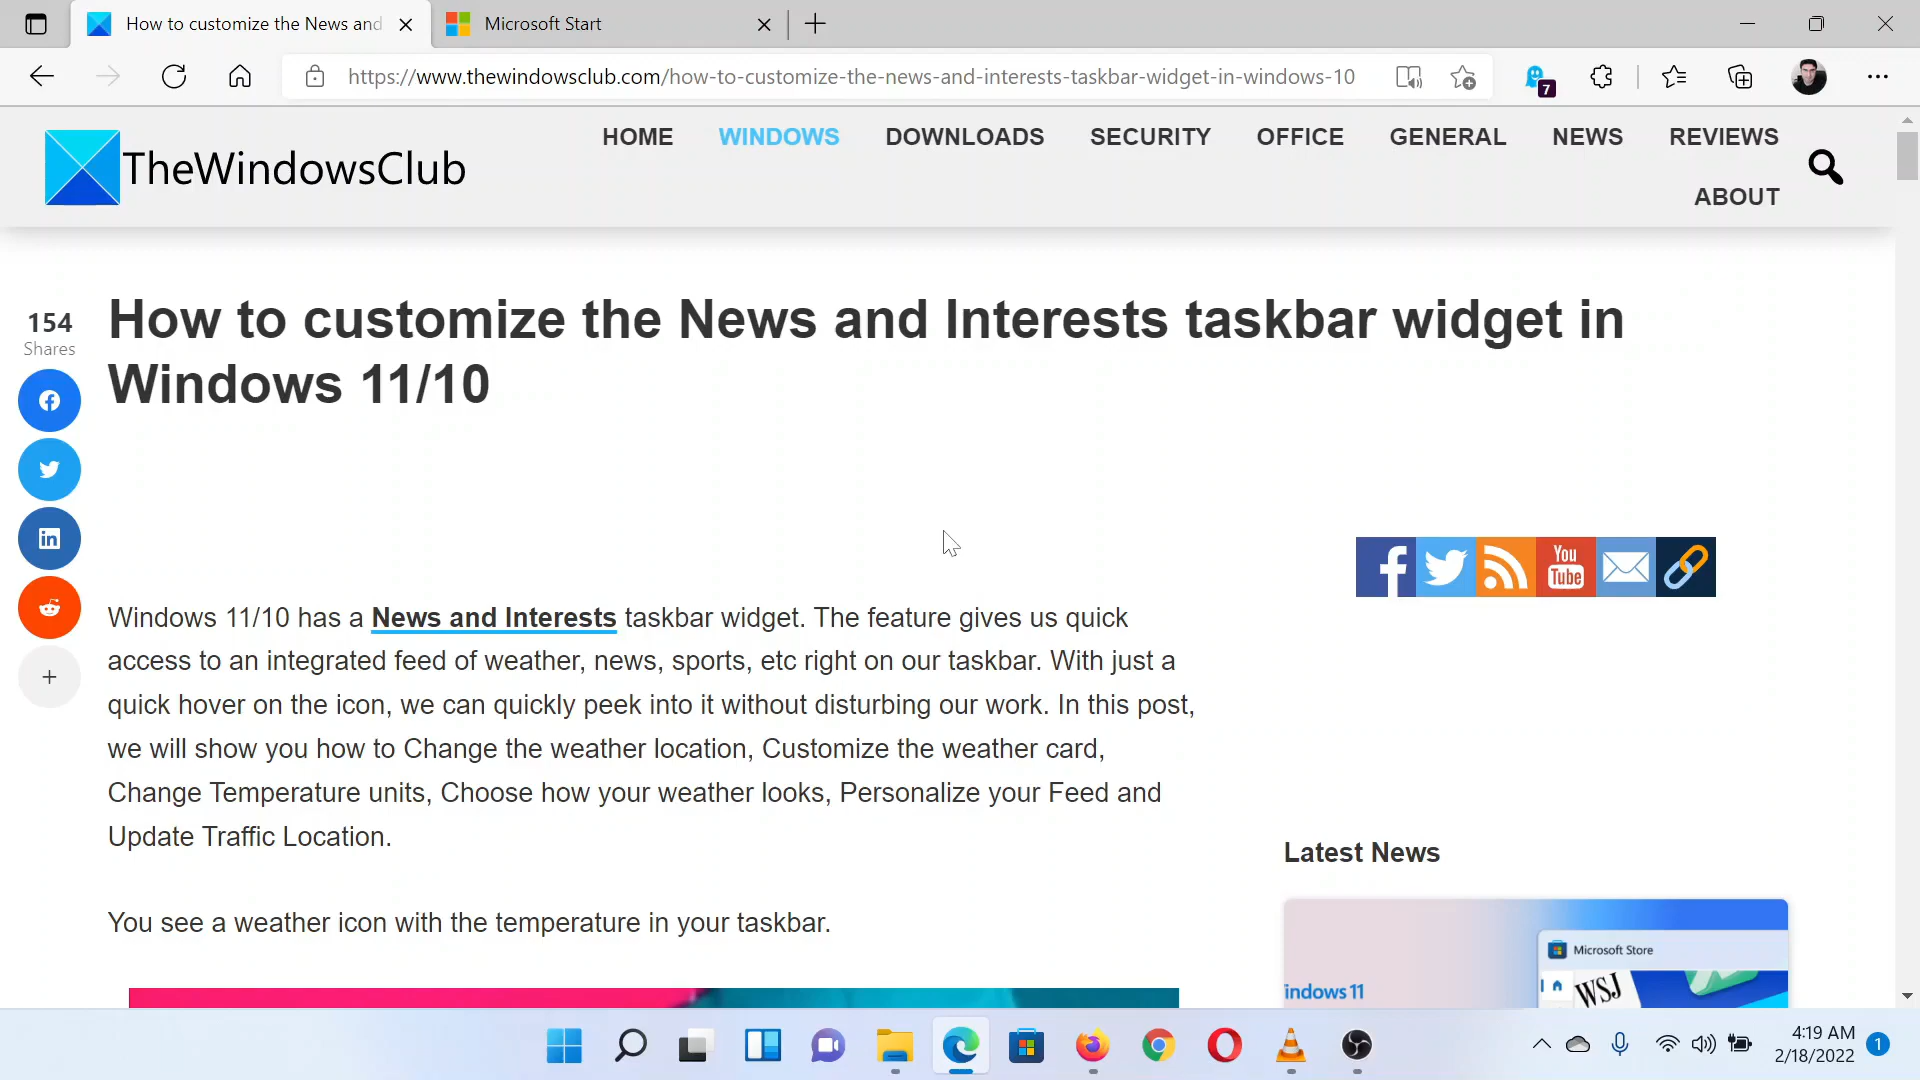 How to customize the News and
Microsoft Start
https://www.thewindowsclub.com/how-to-customize-the-news-and-interests-taskbar-widget-in-windows-10
7
TheWindowsClub
HOME WINDOWS DOWNLOADS SECURITY OFFICE GENERAL NEWS REVIEWS
ABOUT
154
Shares
How to customize the News and Interests taskbar widget in
Windows 11/10
You
Tube
Windows 11/10 has a News and Interests taskbar widget. The feature gives us quick
access to an integrated feed of weather, news, sports, etc right on our taskbar. With just a
quick hover on the icon, we can quickly peek into it without disturbing our work. In this post,
we will show you how to Change the weather location, Customize the weather card,
Change Temperature units, Choose how your weather looks, Personalize your Feed and
Update Traffic Location.
You see a weather icon with the temperature in your taskbar.
Latest News
Microsoft Store
indows 11
WSJ
4:19 AM
2/18/2022
1